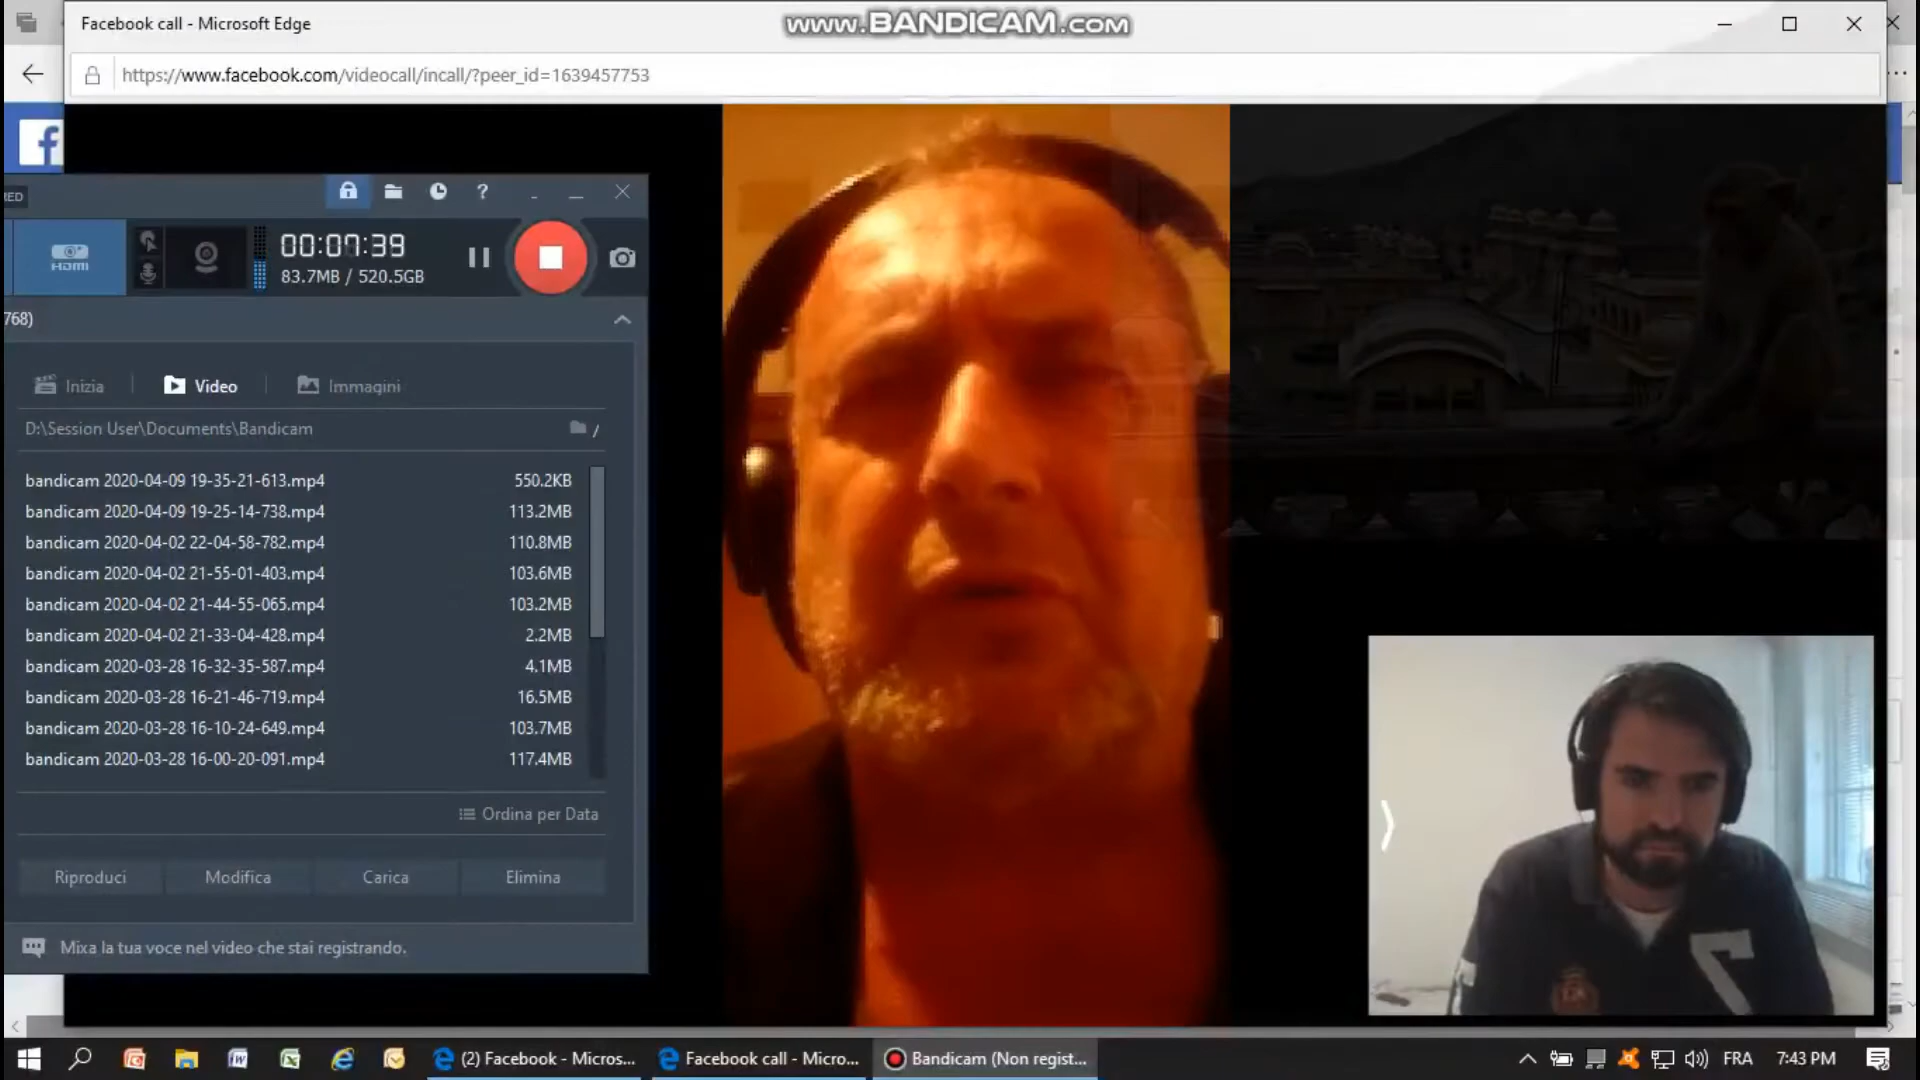 Facebook call - Microsoft Edge
www.BANDICAM.com
https://www.facebook.com/videocall/incall/?peer_id=1639457753
f
RED
HDMI
00:07:39
83.7MB / 520.5GB
768)
Inizia
Video
Immagini
D:\Session User\Documents\Bandicam
/
bandicam 2020-04-09 19-35-21-613.mp4 550.2KB
bandicam 2020-04-09 19-25-14-738.mp4 113.2MB
bandicam 2020-04-02 22-04-58-782.mp4 110.8MB
bandicam 2020-04-02 21-55-01-403.mp4 103.6MB
bandicam 2020-04-02 21-44-55-065.mp4 103.2MB
bandicam 2020-04-02 21-33-04-428.mp4 2.2MB
bandicam 2020-03-28 16-32-35-587.mp4 4.1MB
bandicam 2020-03-28 16-21-46-719.mp4 16.5MB
bandicam 2020-03-28 16-10-24-649.mp4 103.7MB
bandicam 2020-03-28 16-00-20-091.mp4 117.4MB
Ordina per Data
Riproduci Modifica Carica Elimina
Mixa la tua voce nel video che stai registrando.
(2) Facebook - Micros... Facebook call - Micro... Bandicam (Non regist... FRA 7:43 PM